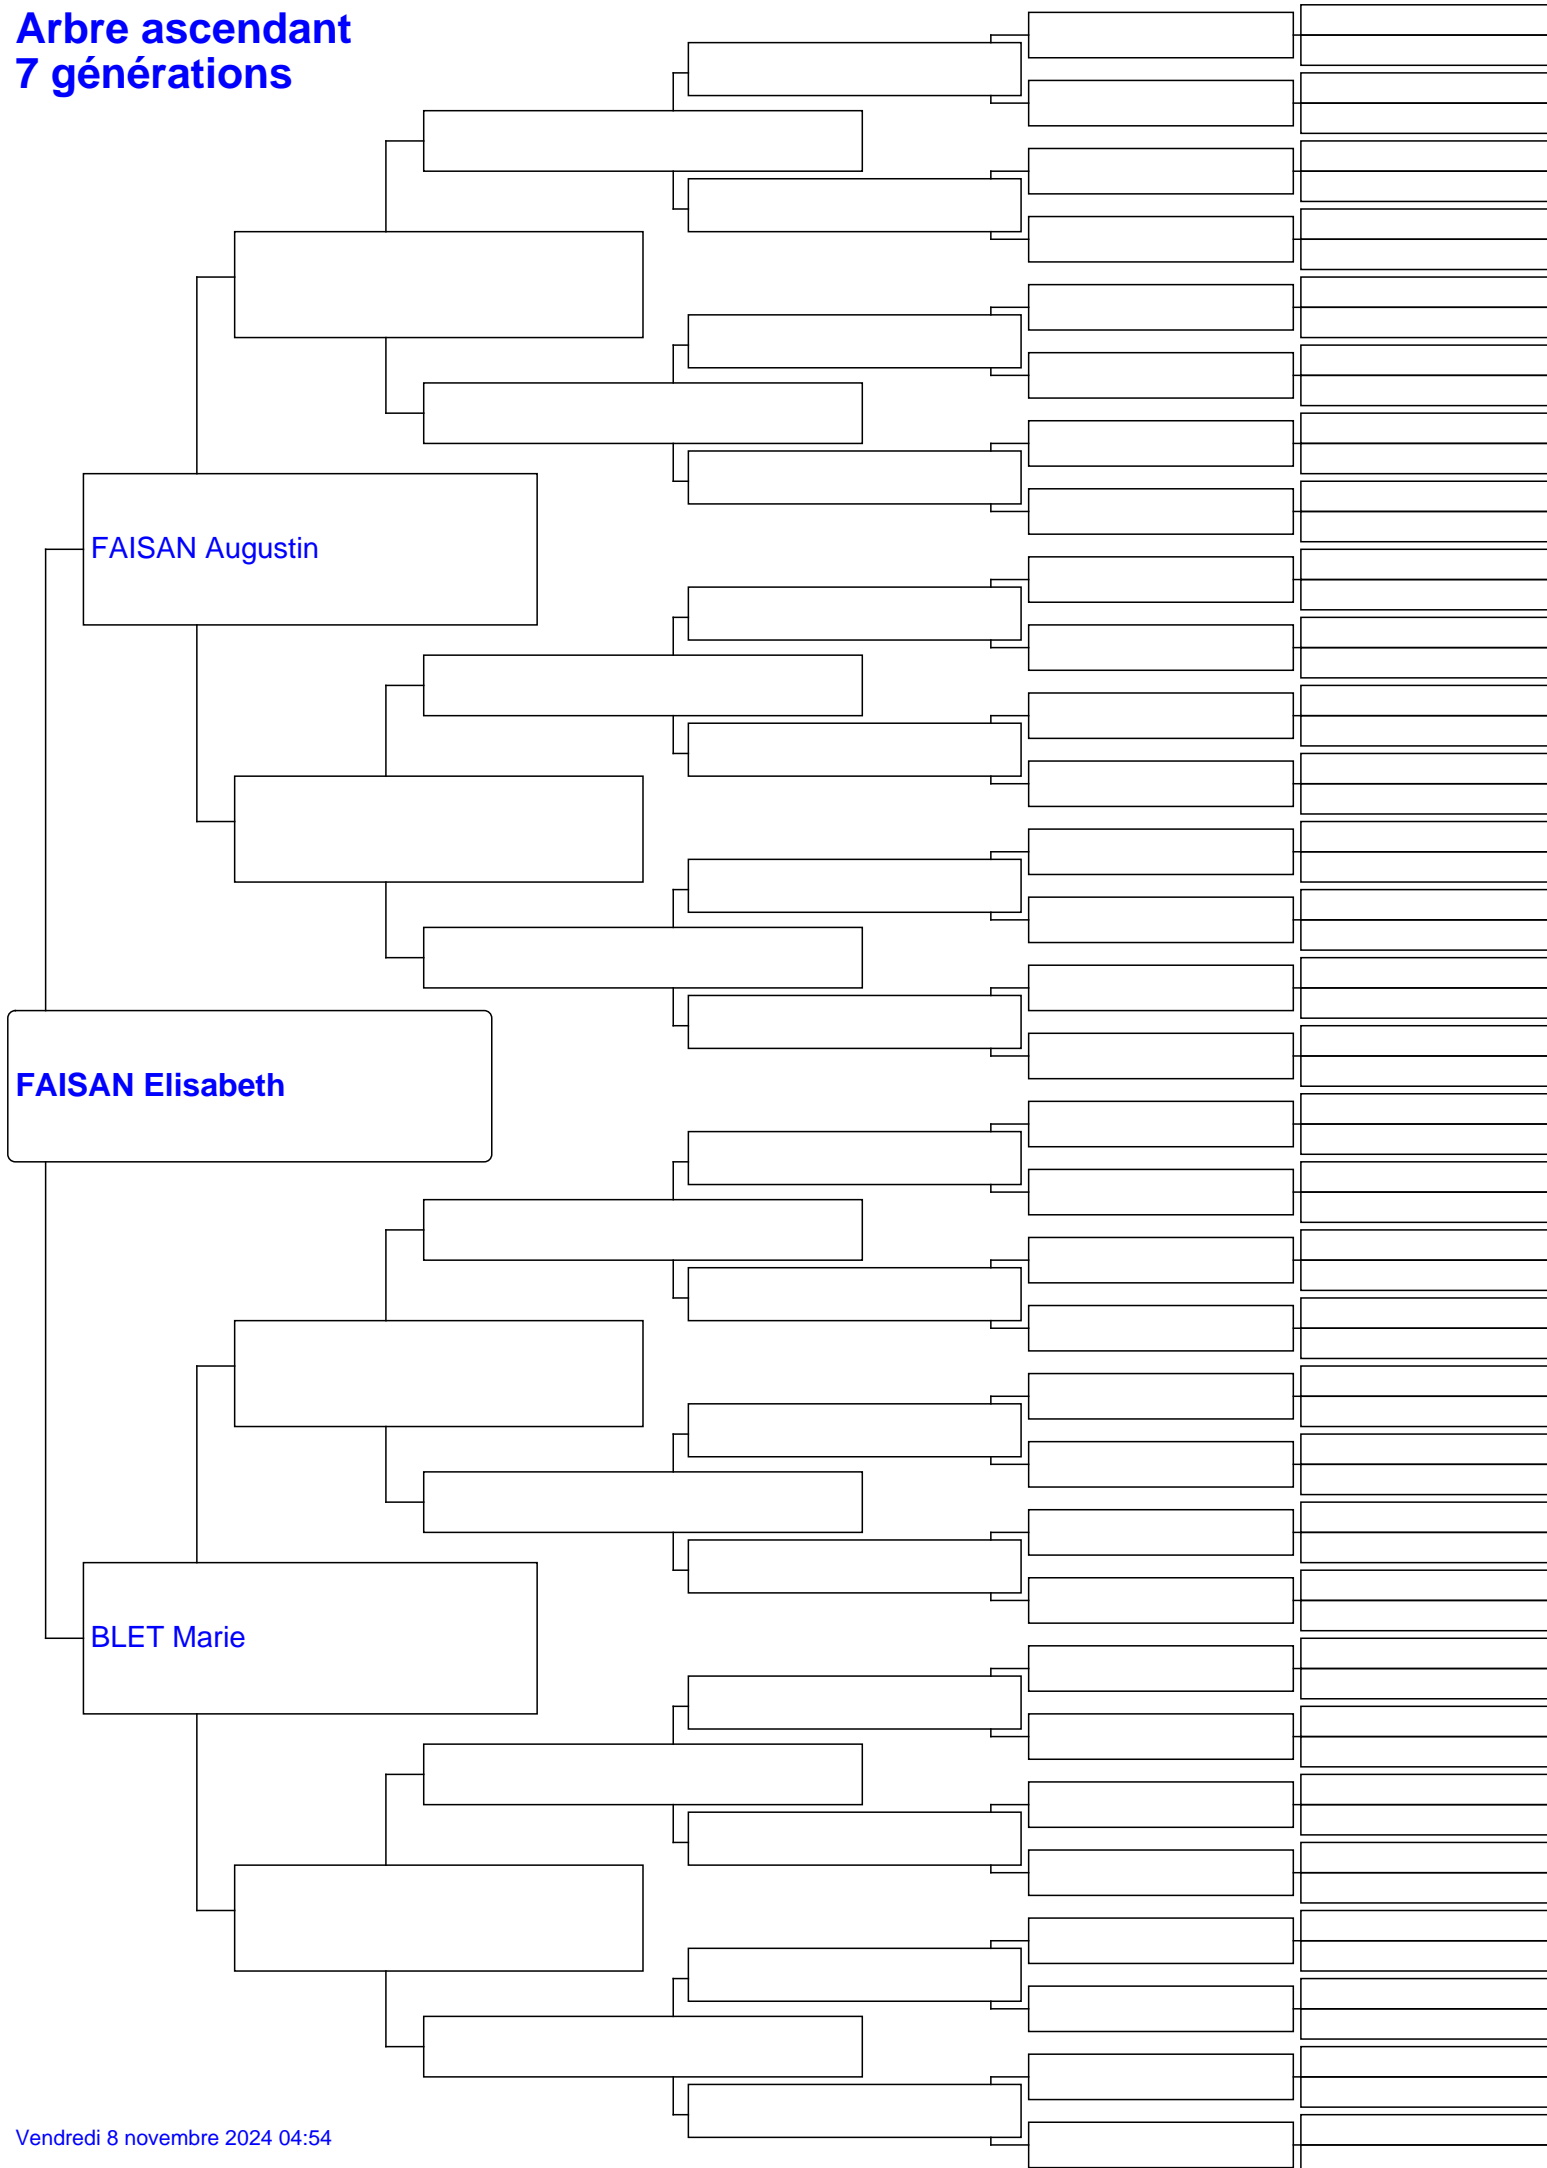 Arbre ascendant
7 générations
FAISAN Augustin
FAISAN Elisabeth
BLET Marie
Vendredi 8 novembre 2024 04:54